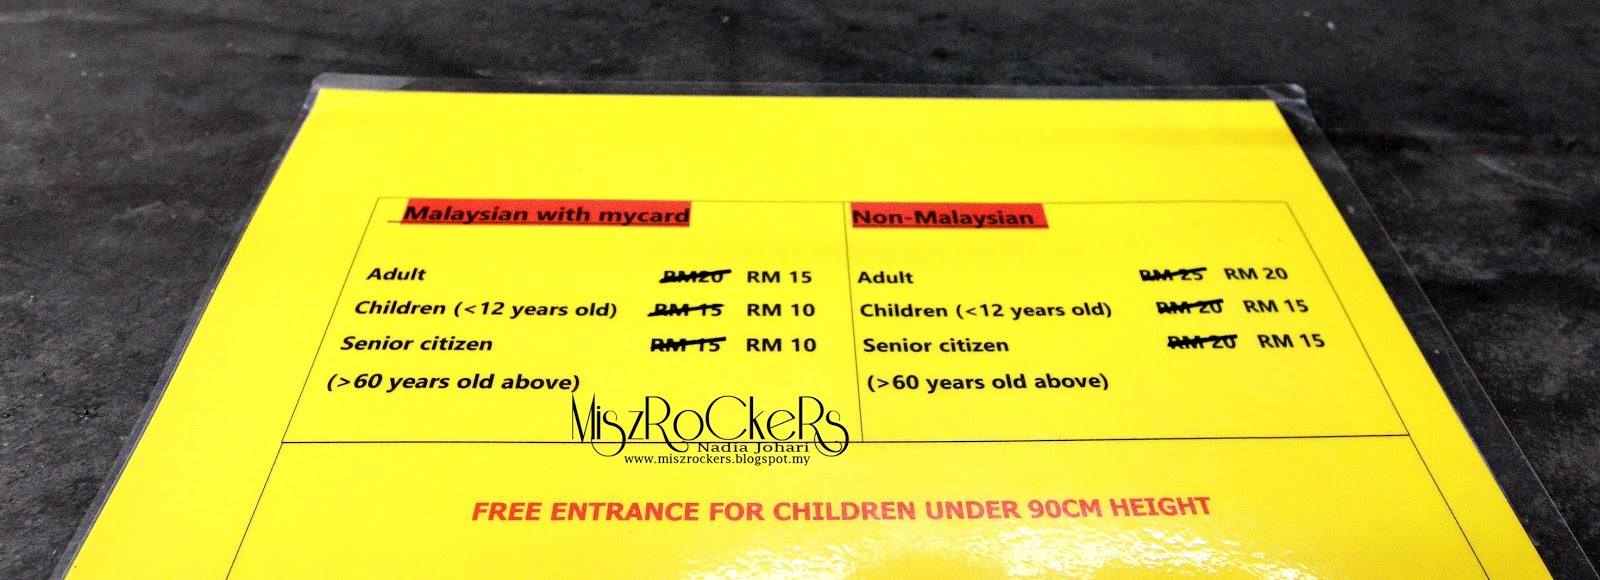 Malaysian with mycard
Adult RM20 RM 15
Children (<12 years old) RM 15 RM 10
Senior citizen RM 15 RM 10
(>60 years old above)
Non-Malaysian
Adult RM 25 RM 20
Children (<12 years old) RM 20 RM 15
Senior citizen RM 20 RM 15
(>60 years old above)
MiszRoCkeRs
Nadia Johari
www.miszrockers.blogspot.my
FREE ENTRANCE FOR CHILDREN UNDER 90CM HEIGHT